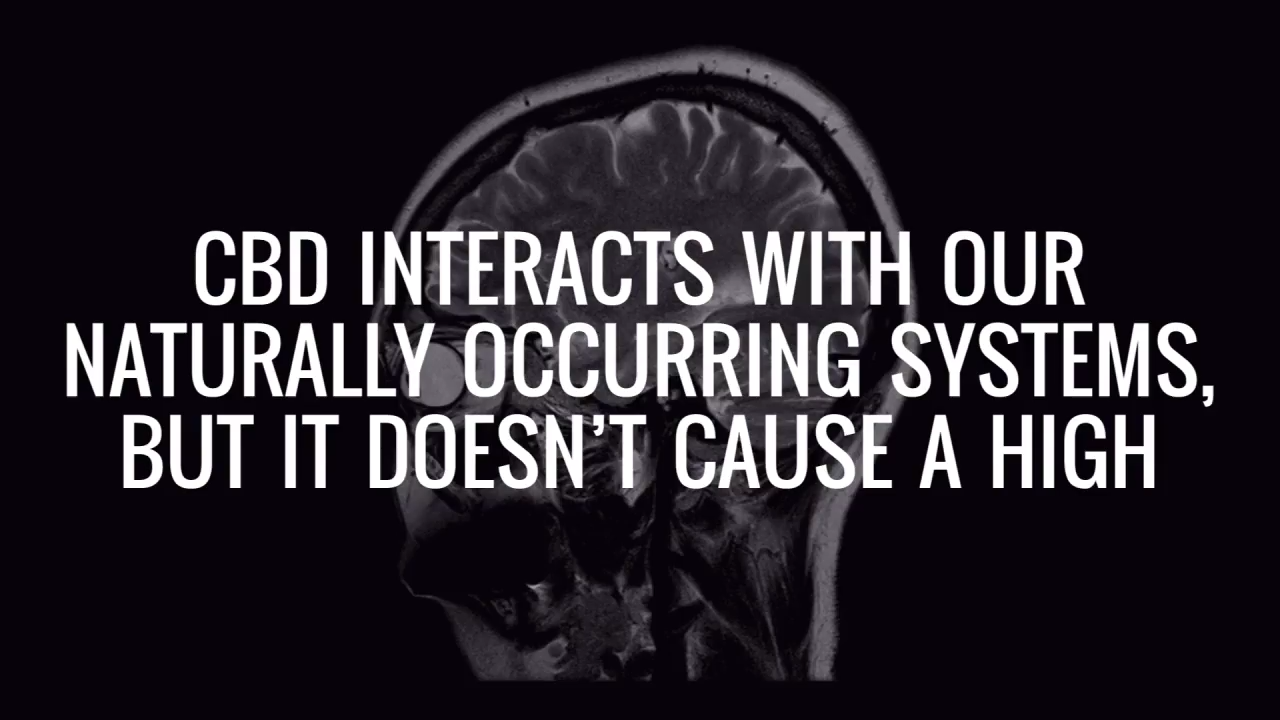 CBD INTERACTS WITH OUR
NATURALLY OCCURRING SYSTEMS,
BUT IT DOESN’T CAUSE A HIGH